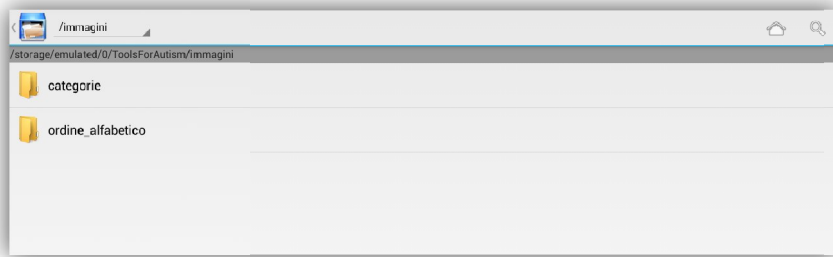 /immagini
/storage/emulated/0/ToolsForAutism/immagini
categorie
ordine_alfabetico